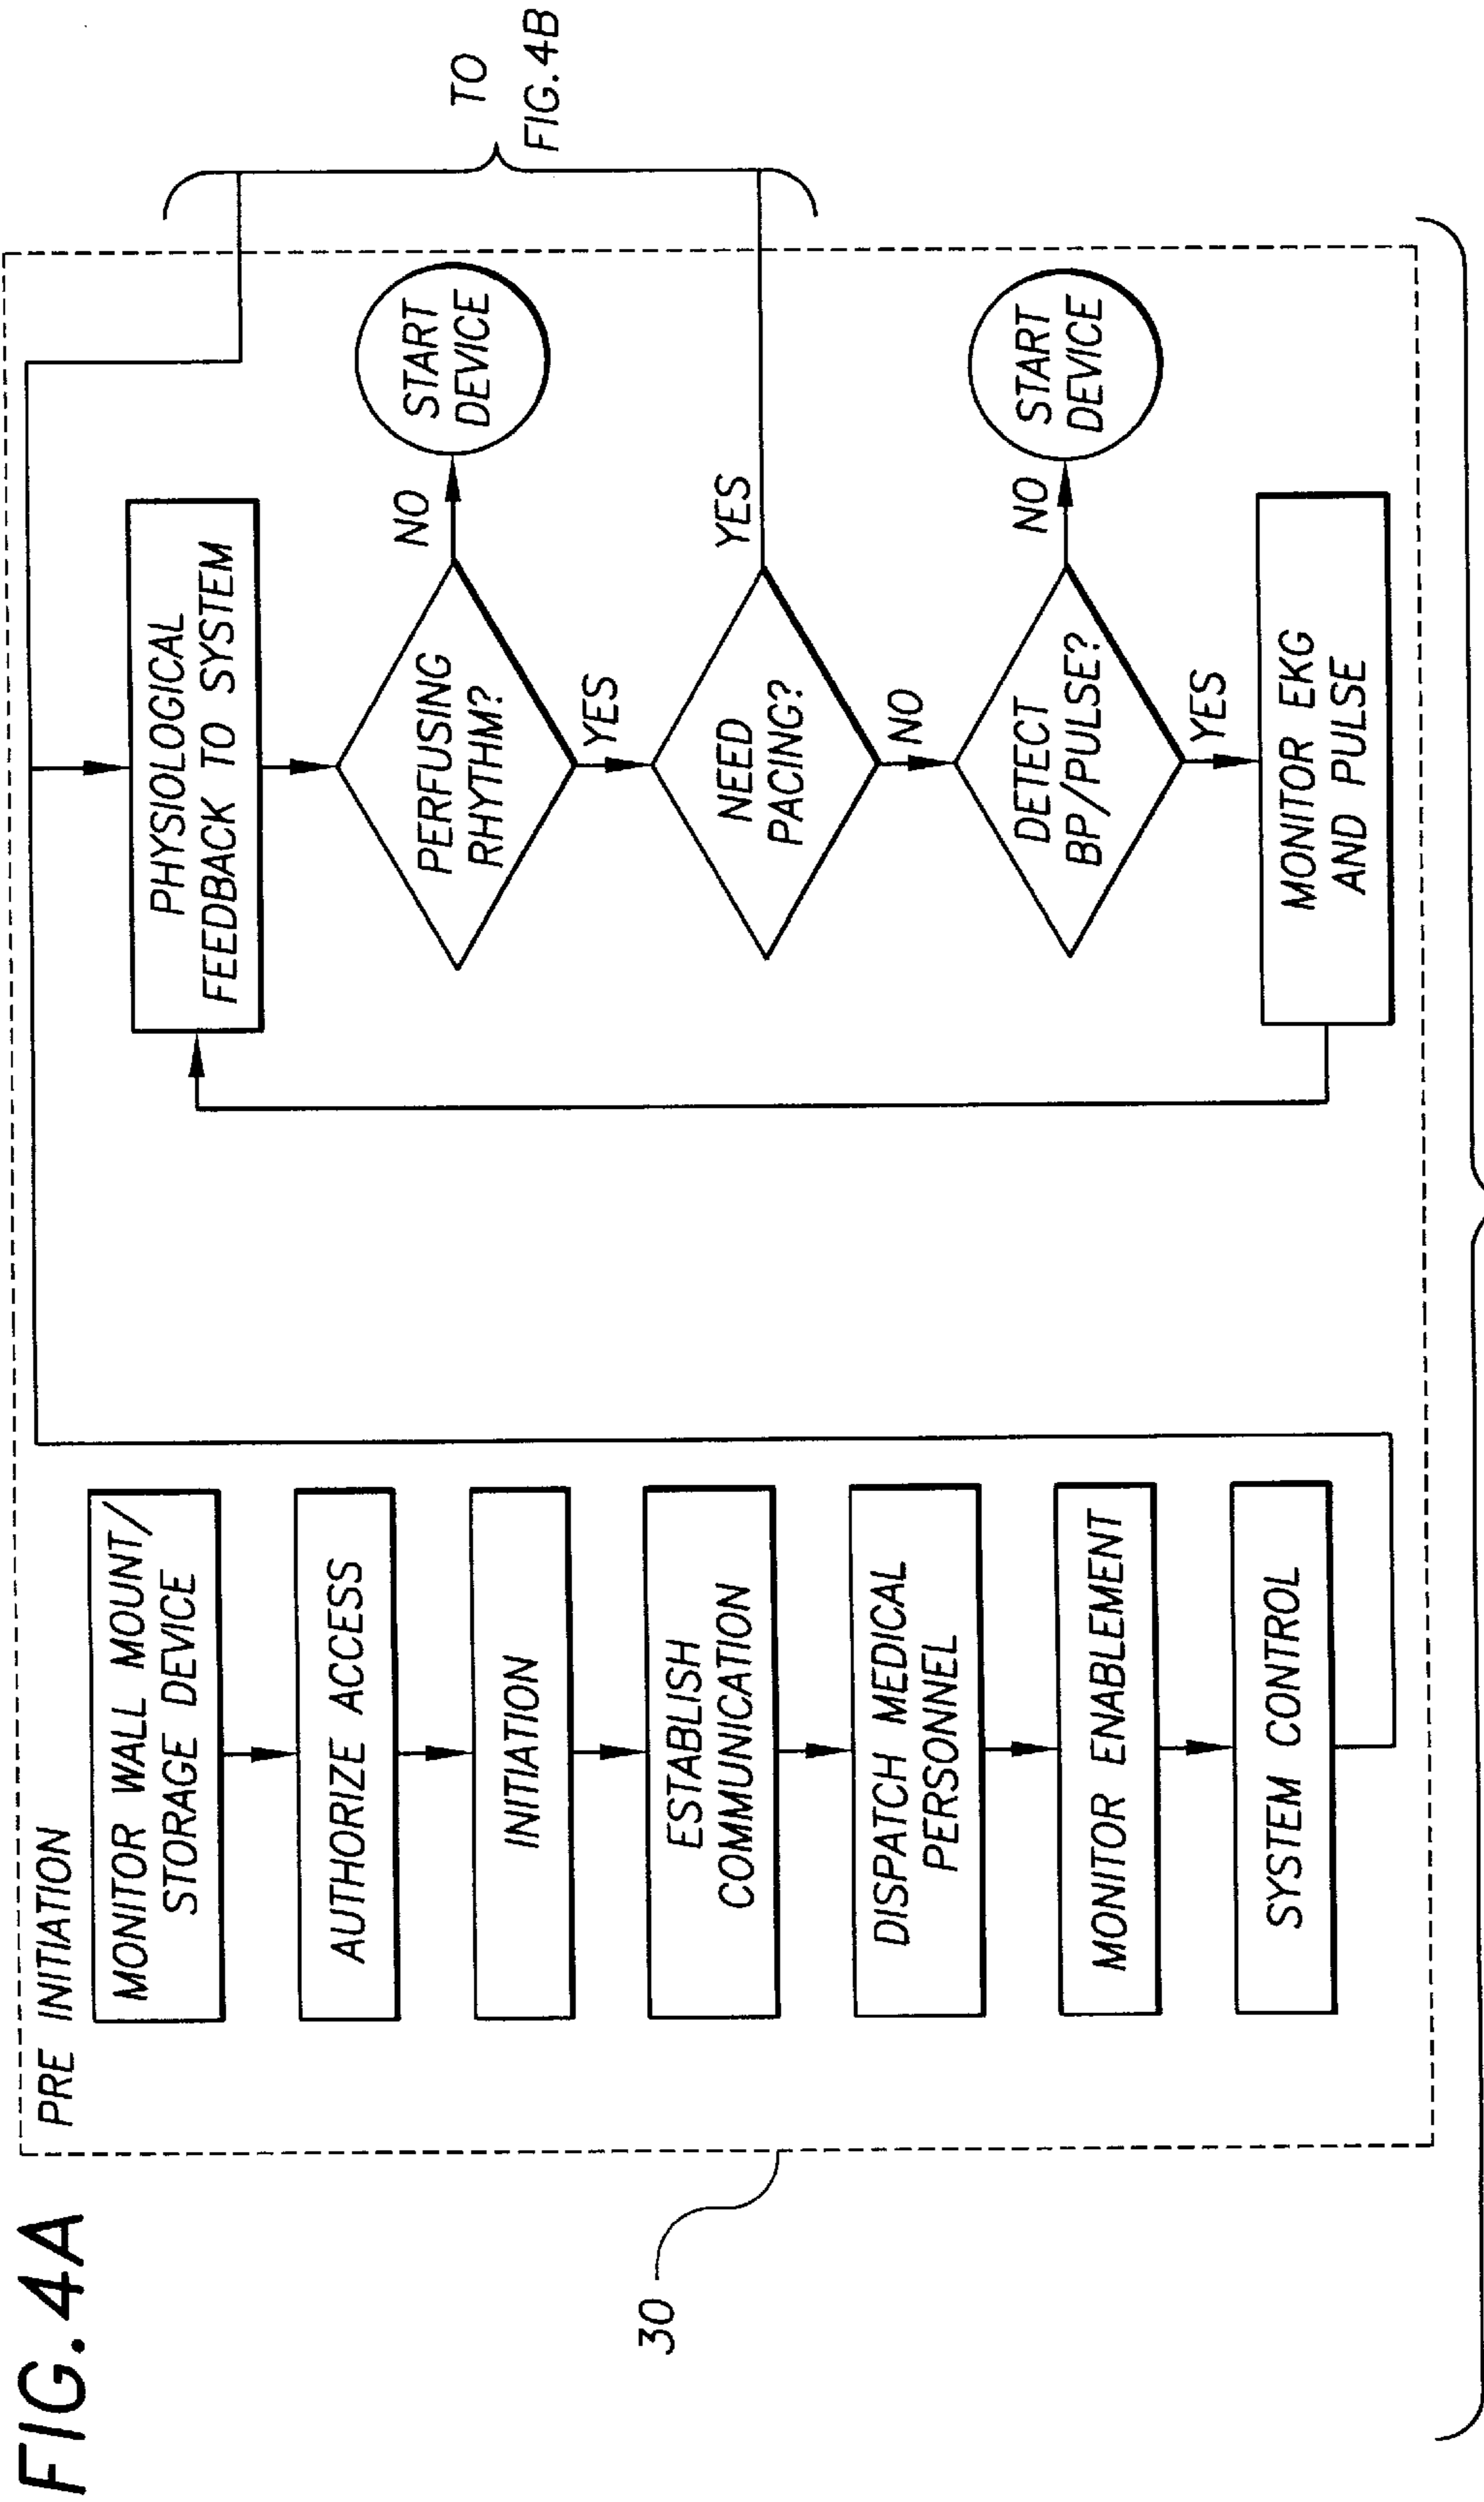 FIG. 4A
PRE INITIATION
MONITOR WALL MOUNT/
STORAGE DEVICE
AUTHORIZE ACCESS
INITIATION
ESTABLISH
COMMUNICATION
DISPATCH MEDICAL
PERSONNEL
MONITOR ENABLEMENT
SYSTEM CONTROL
30
PHYSIOLOGICAL
FEEDBACK TO SYSTEM
PERFUSING
RHYTHM?
NO
START
DEVICE
YES
NEED
PACING?
YES
NO
DETECT
BP/PULSE?
NO
START
DEVICE
YES
MONITOR EKG
AND PULSE
TO
FIG.4B